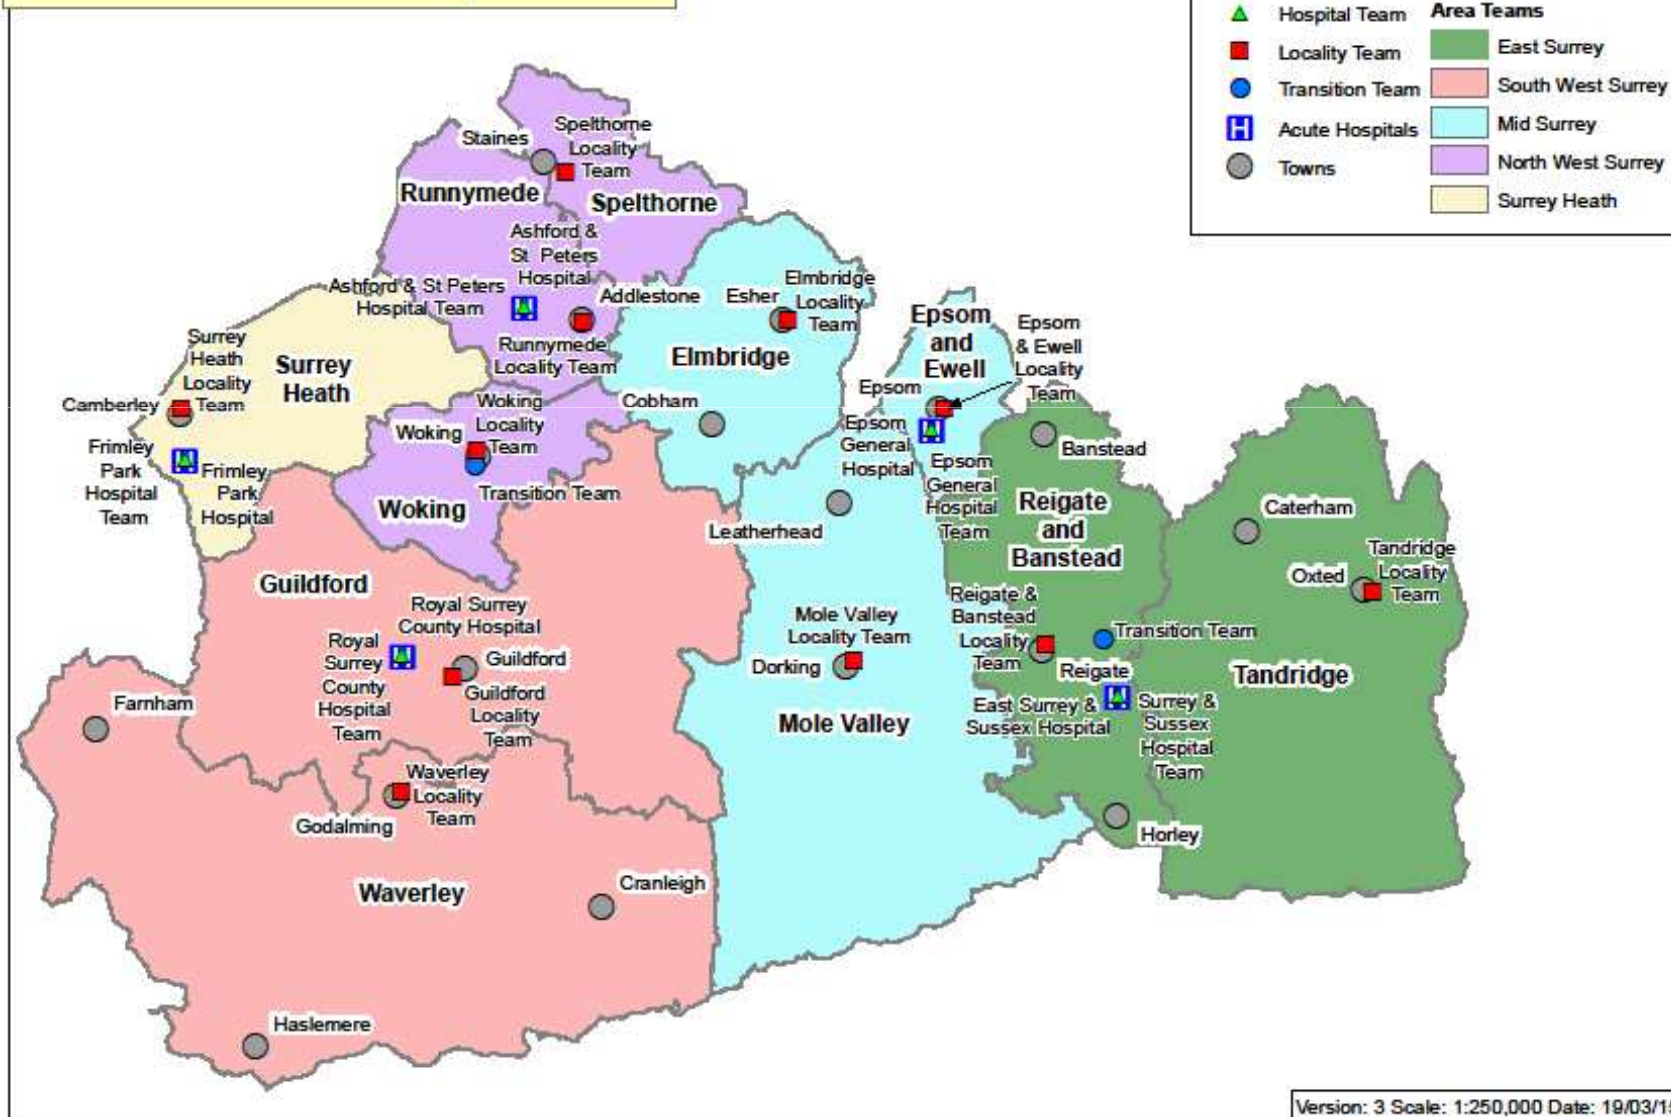 Hospital Team
Locality Team
Transition Team
Acute Hospitals
Towns
Area Teams
East Surrey
South West Surrey
Mid Surrey
North West Surrey
Surrey Heath
Staines
Spelthorne
Locality
Team
Runnymede
Spelthorne
Ashford &
St Peters
Hospital
Ashford & St Peters
Hospital Team
Addlestone
Runnymede
Locality Team
Esher
Elmbridge
Locality
Team
Elmbridge
Cobham
Epsom
and
Ewell
Epsom
& Ewell
Locality
Team
Epsom
Epsom
General
Hospital
Epsom
General
Hospital
Team
Surrey
Heath
Locality
Team
Surrey
Heath
Camberley
Frimley
Park
Hospital
Team
Frimley
Park
Hospital
Woking
Locality
Team
Woking
Transition Team
Woking
Banstead
Reigate
and
Banstead
Leatherhead
Caterham
Oxted
Tandridge
Locality
Team
Guildford
Royal Surrey
County Hospital
Royal
Surrey
County
Hospital
Team
Guildford
Guildford
Locality
Team
Mole Valley
Locality Team
Dorking
Mole Valley
Reigate &
Banstead
Locality
Team
Transition Team
Reigate
East Surrey &
Sussex Hospital
Surrey &
Sussex
Hospital
Team
Tandridge
Farnham
Waverley
Locality
Team
Godalming
Horley
Waverley
Cranleigh
Haslemere
Version: 3 Scale: 1:250,000 Date: 19/03/15